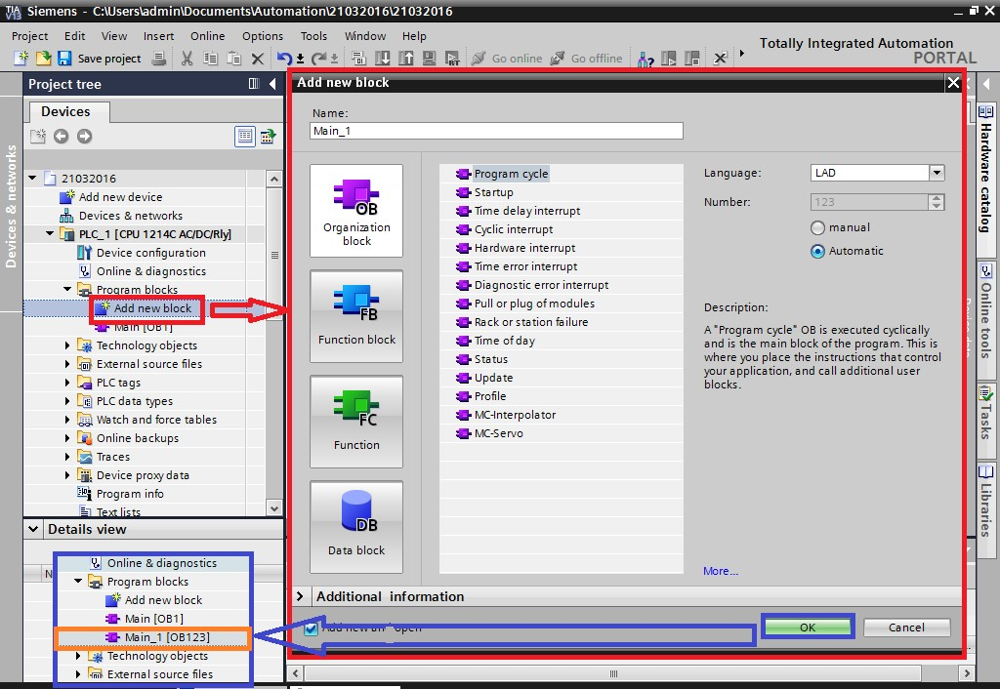 TIA
V13
Siemens - C:\Users\admin\Documents\Automation\21032016\21032016
Project Edit View Insert Online Options Tools Window Help
Totally Integrated Automation
PORTAL
Save project
Go online
Go offline
Project tree
Devices
Devices & networks
21032016
Add new device
Devices & networks
PLC_1 [CPU 1214C AC/DC/Rly]
Device configuration
Online & diagnostics
Program blocks
Add new block
Main [OB1]
Technology objects
External source files
PLC tags
PLC data types
Watch and force tables
Online backups
Traces
Device proxy data
Program info
Text lists
Details view
N
Online & diagnostics
Program blocks
Add new block
Main [OB1]
Main_1 [OB123]
Technology objects
External source files
Add new block
Name:
Main_1
OB
Organization
block
FB
Function block
FC
Function
DB
Data block
Program cycle
Startup
Time delay interrupt
Cyclic interrupt
Hardware interrupt
Time error interrupt
Diagnostic error interrupt
Pull or plug of modules
Rack or station failure
Time of day
Status
Update
Profile
MC-Interpolator
MC-Servo
Language: LAD
Number: 123
manual
Automatic
Description:
A "Program cycle" OB is executed cyclically
and is the main block of the program. This is
where you place the instructions that control
your application, and call additional user
blocks.
More...
Additional information
Add new and open
OK
Cancel
Hardware catalog
Online tools
Tasks
Libraries